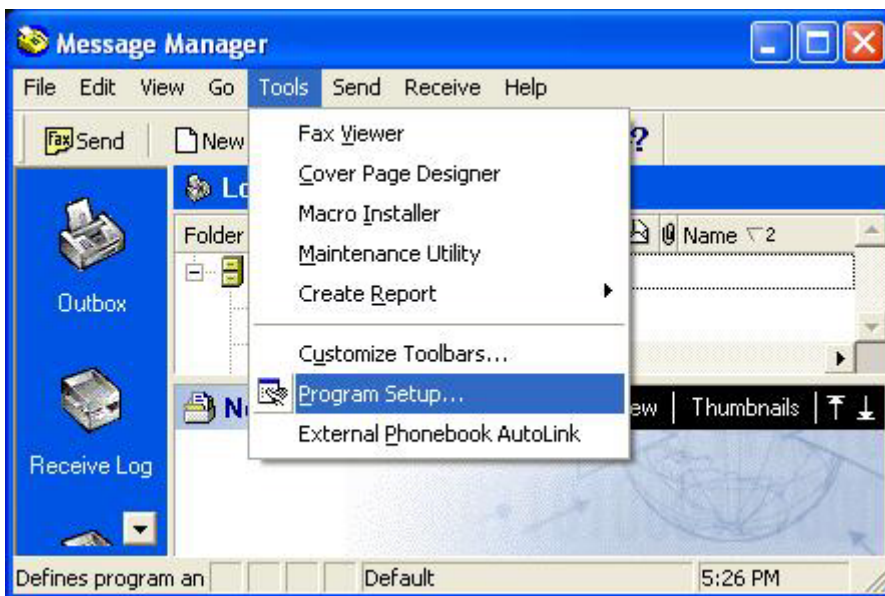 Message Manager
File Edit View Go Tools Send Receive Help
Fax Send New ?
Fax Viewer
Cover Page Designer
Macro Installer
Maintenance Utility
Create Report
Customize Toolbars...
Program Setup...
External Phonebook AutoLink
Folder Name 2
Outbox
Thumbnails
Receive Log
Defines program an Default 5:26 PM